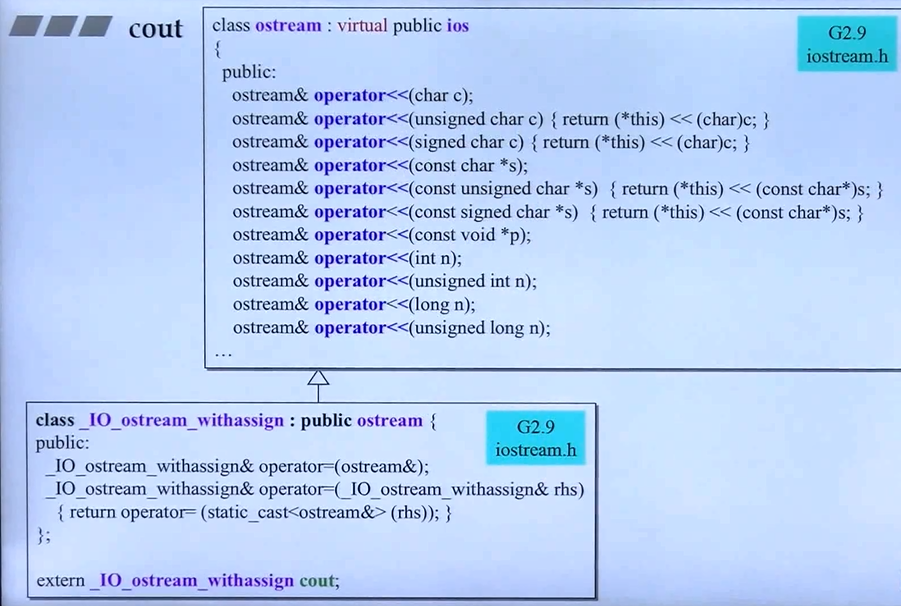 cout
class ostream : virtual public ios
{
public:
ostream& operator<<(char c);
ostream& operator<<(unsigned char c) { return (*this) << (char)c; }
ostream& operator<<(signed char c) { return (*this) << (char)c; }
ostream& operator<<(const char *s);
ostream& operator<<(const unsigned char *s) { return (*this) << (const char*)s; }
ostream& operator<<(const signed char *s) { return (*this) << (const char*)s; }
ostream& operator<<(const void *p);
ostream& operator<<(int n);
ostream& operator<<(unsigned int n);
ostream& operator<<(long n);
ostream& operator<<(unsigned long n);
...
G2.9
iostream.h
class _IO_ostream_withassign : public ostream {
public:
_IO_ostream_withassign& operator=(ostream&);
_IO_ostream_withassign& operator=(_IO_ostream_withassign& rhs)
{ return operator= (static_cast<ostream&> (rhs)); }
};
extern _IO_ostream_withassign cout;
G2.9
iostream.h